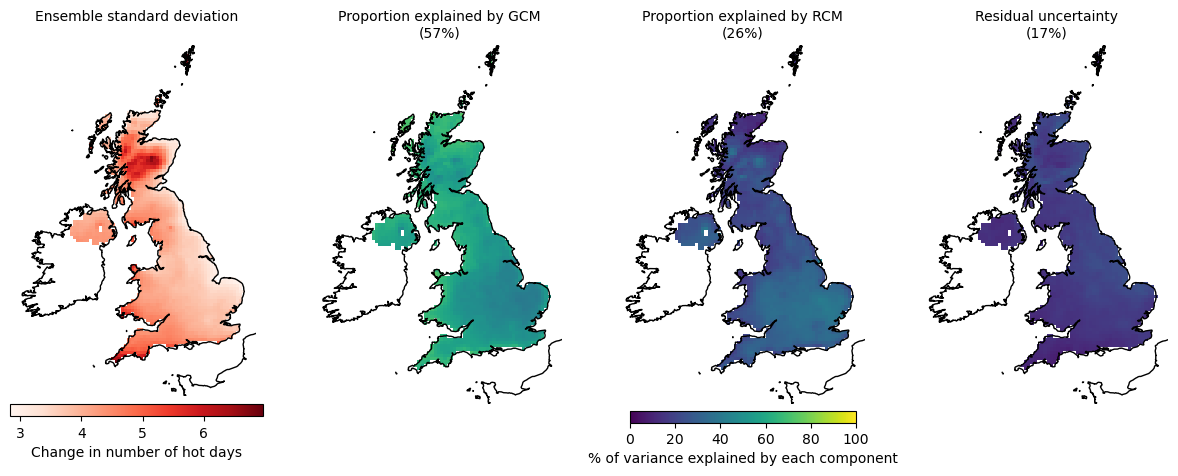 Ensemble standard deviation
Proportion explained by GCM
(57%)
Proportion explained by RCM
(26%)
Residual uncertainty
(17%)
3 4 5 6
Change in number of hot days
0 20 40 60 80 100
% of variance explained by each component